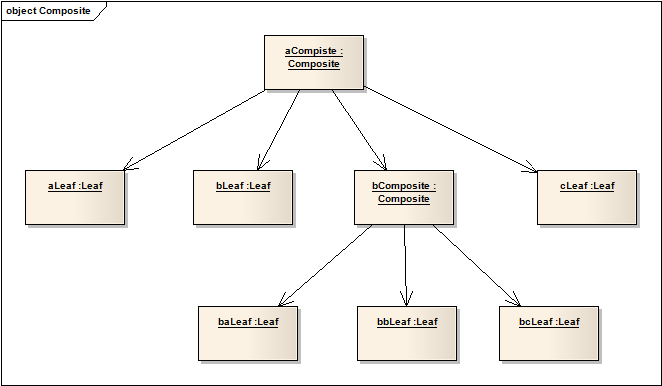 object Composite
aCompiste :
Composite
aLeaf :Leaf
bLeaf :Leaf
bComposite :
Composite
cLeaf :Leaf
baLeaf :Leaf
bbLeaf :Leaf
bcLeaf :Leaf